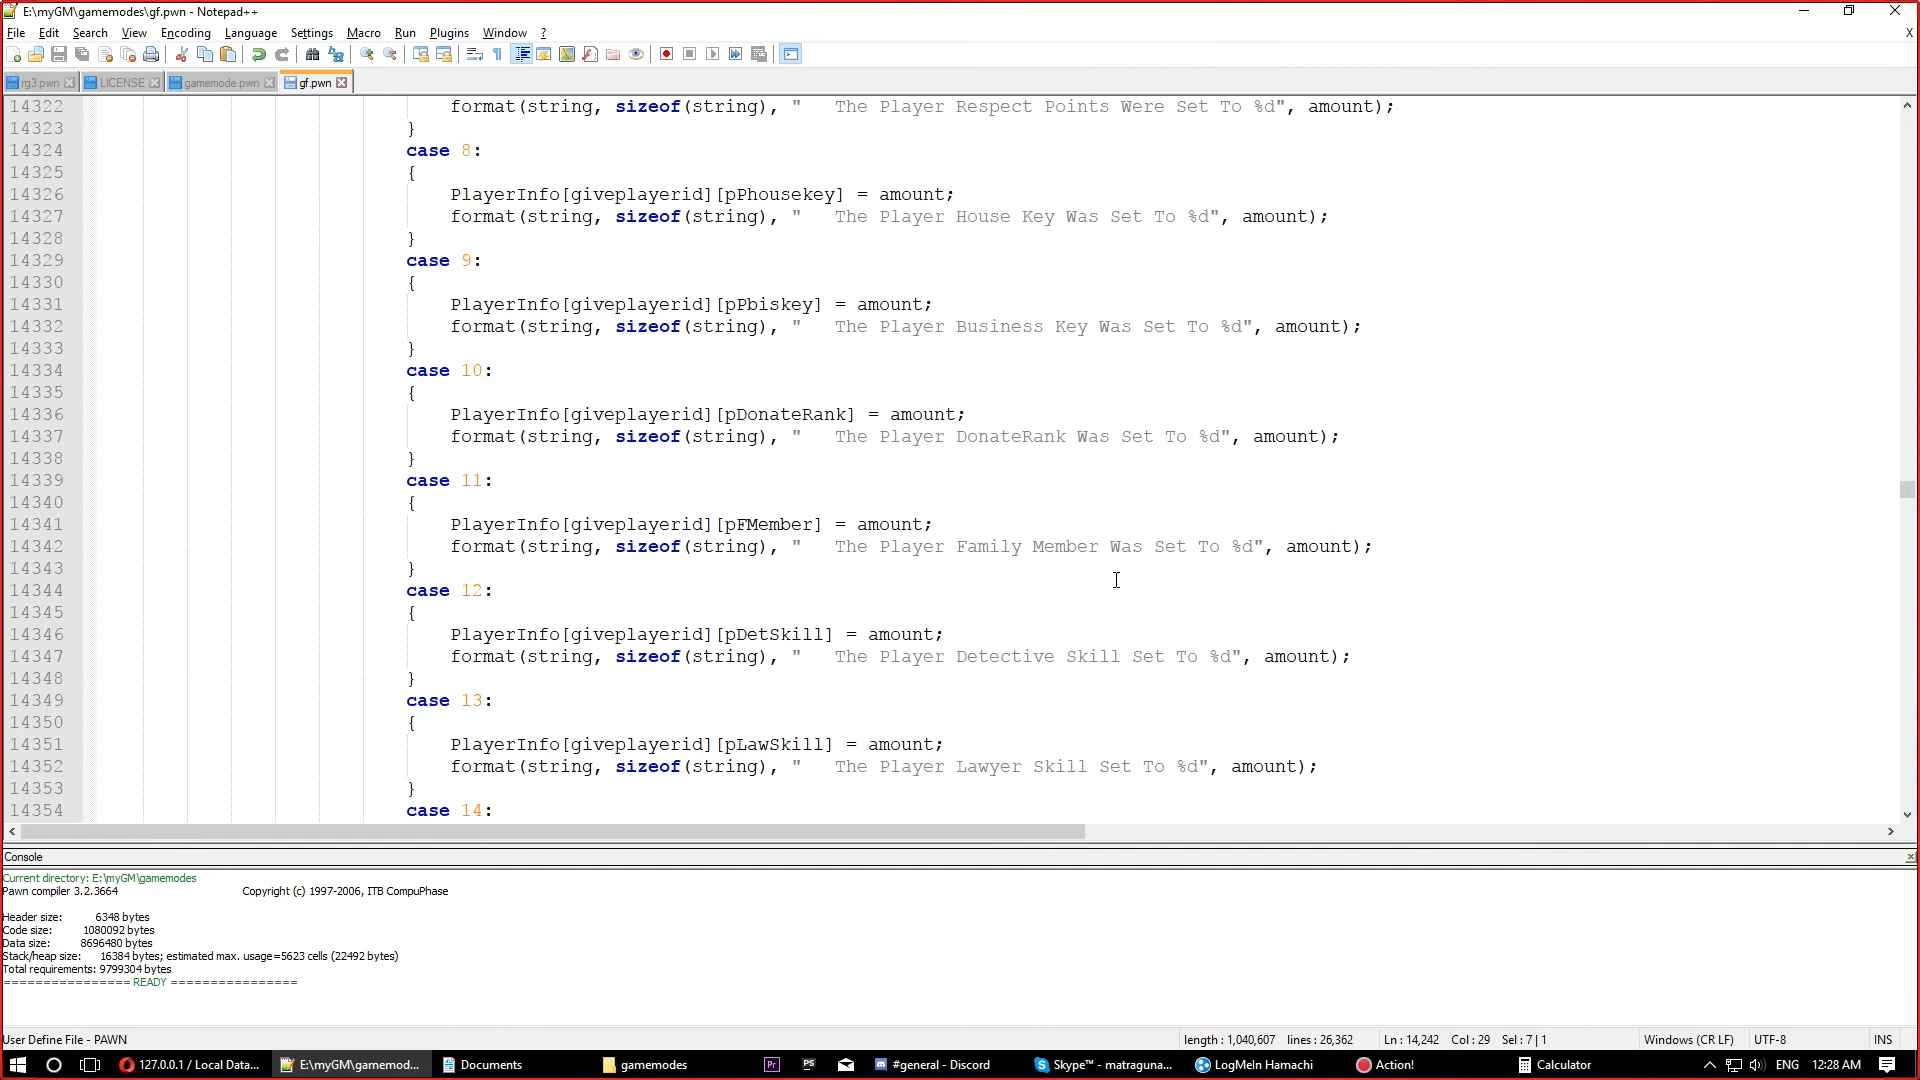 E:\myGM\gamemodes\gf.pwn - Notepad++
File Edit Search View Encoding Language Settings Macro Run Plugins Window ? X
rg3.pwn LICENSE gamemode.pwn gf.pwn
14322 format(string, sizeof(string), "   The Player Respect Points Were Set To %d", amount);
14323 }
14324 case 8:
14325 {
14326 PlayerInfo[giveplayerid][pPhousekey] = amount;
14327 format(string, sizeof(string), "   The Player House Key Was Set To %d", amount);
14328 }
14329 case 9:
14330 {
14331 PlayerInfo[giveplayerid][pPbiskey] = amount;
14332 format(string, sizeof(string), "   The Player Business Key Was Set To %d", amount);
14333 }
14334 case 10:
14335 {
14336 PlayerInfo[giveplayerid][pDonateRank] = amount;
14337 format(string, sizeof(string), "   The Player DonateRank Was Set To %d", amount);
14338 }
14339 case 11:
14340 {
14341 PlayerInfo[giveplayerid][pFMember] = amount;
14342 format(string, sizeof(string), "   The Player Family Member Was Set To %d", amount);
14343 }
14344 case 12:
14345 {
14346 PlayerInfo[giveplayerid][pDetSkill] = amount;
14347 format(string, sizeof(string), "   The Player Detective Skill Set To %d", amount);
14348 }
14349 case 13:
14350 {
14351 PlayerInfo[giveplayerid][pLawSkill] = amount;
14352 format(string, sizeof(string), "   The Player Lawyer Skill Set To %d", amount);
14353 }
14354 case 14:
Console
Current directory: E:\myGM\gamemodes
Pawn compiler 3.2.3664 Copyright (c) 1997-2006, ITB CompuPhase
Header size: 6348 bytes
Code size: 1080092 bytes
Data size: 8696480 bytes
Stack/heap size: 16384 bytes; estimated max. usage=5623 cells (22492 bytes)
Total requirements: 9799304 bytes
================ READY ================
User Define File - PAWN length : 1,040,607 lines : 26,362 Ln : 14,242 Col : 29 Sel : 7 | 1 Windows (CR LF) UTF-8 INS
127.0.0.1 / Local Data... E:\myGM\gamemod... Documents gamemodes Pr PS #general - Discord Skype™ - matraguna... LogMeIn Hamachi Action! Calculator ENG 12:28 AM